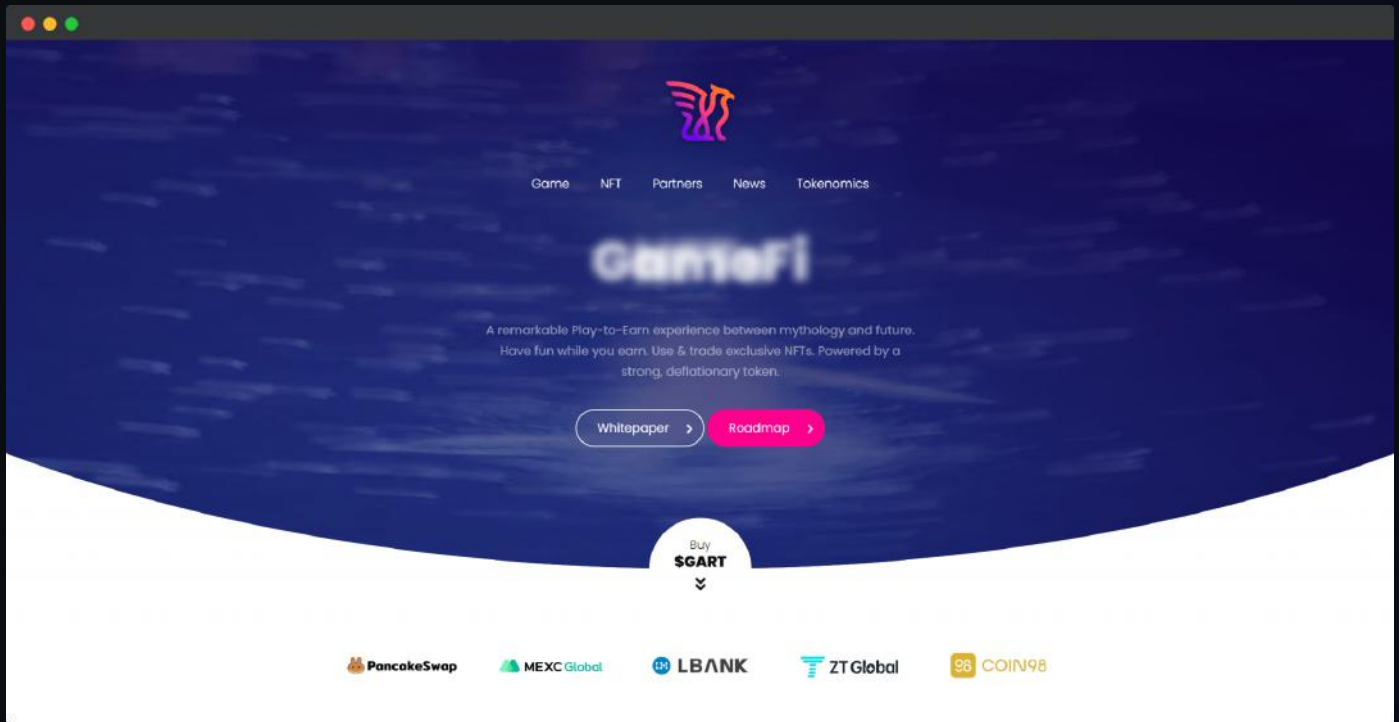 Game NFT Partners News Tokenomics
GameFi
A remarkable Play-to-Earn experience between mythology and future.
Have fun while you earn. Use & trade exclusive NFTs. Powered by a
strong, deflationary token.
Whitepaper Roadmap
Buy
$GART
PancakeSwap MEXC Global LBANK ZT Global 98 COIN98